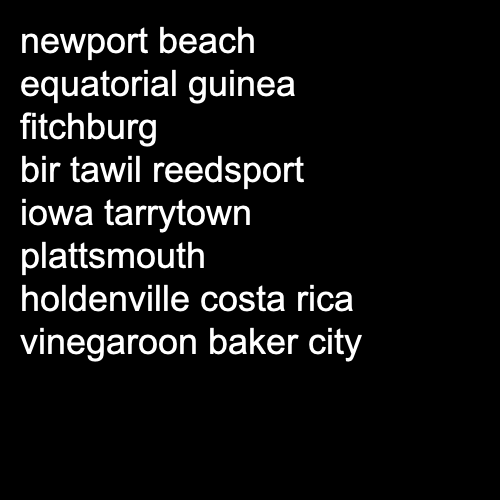 newport beach
equatorial guinea
fitchburg
bir tawil reedsport
iowa tarrytown
plattsmouth
holdenville costa rica
vinegaroon baker city